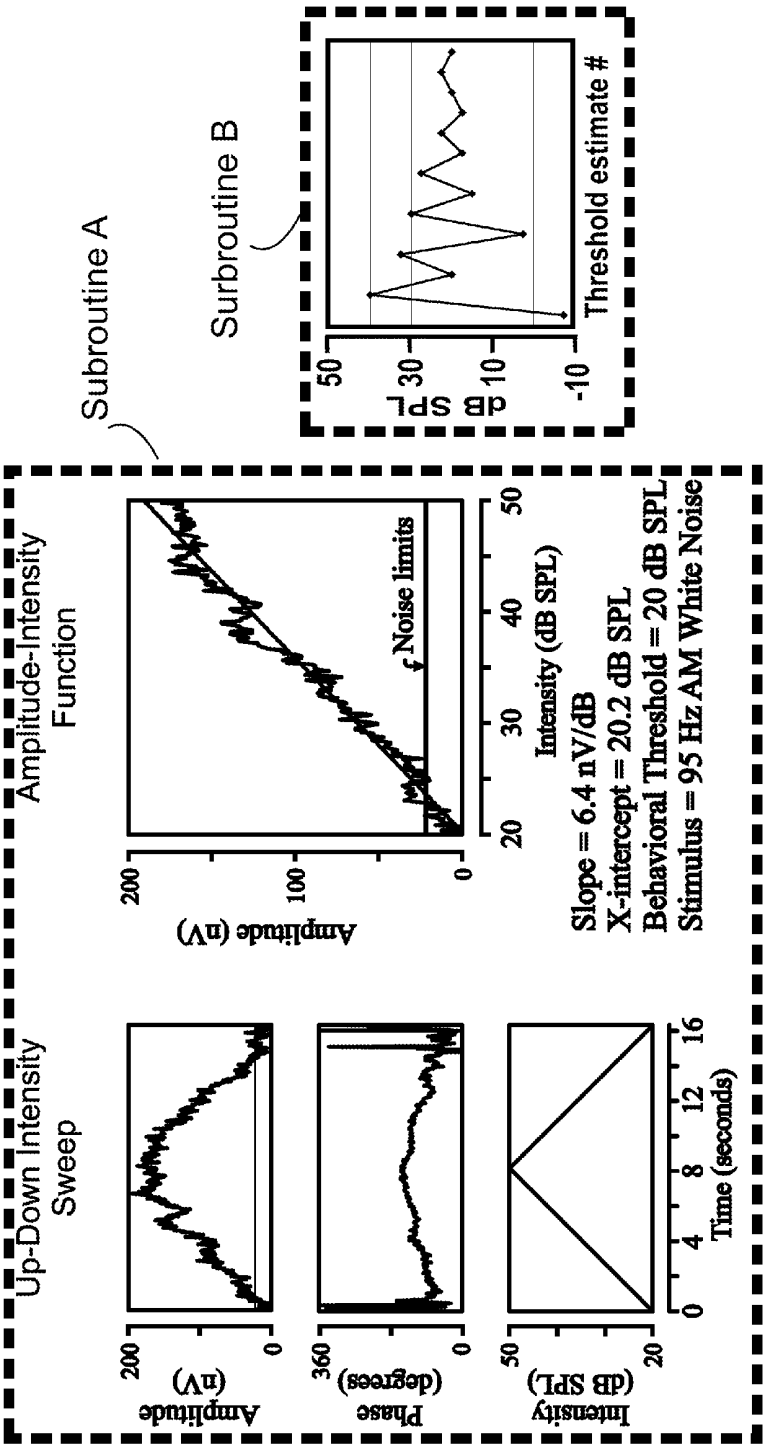 Subroutine A
Up-Down Intensity
Sweep
200
0
Amplitude
(nV)
360
0
Phase
(degrees)
50
20
Intensity
(dB SPL)
0
4
8
12
16
Time (seconds)
Amplitude-Intensity
Function
200
100
0
Amplitude (nV)
Noise limits
20
30
40
50
Intensity (dB SPL)
Slope = 6.4 nV/dB
X-intercept = 20.2 dB SPL
Behavioral Threshold = 20 dB SPL
Stimulus = 95 Hz AM White Noise
Surbroutine B
50
30
10
-10
dB SPL
Threshold estimate #